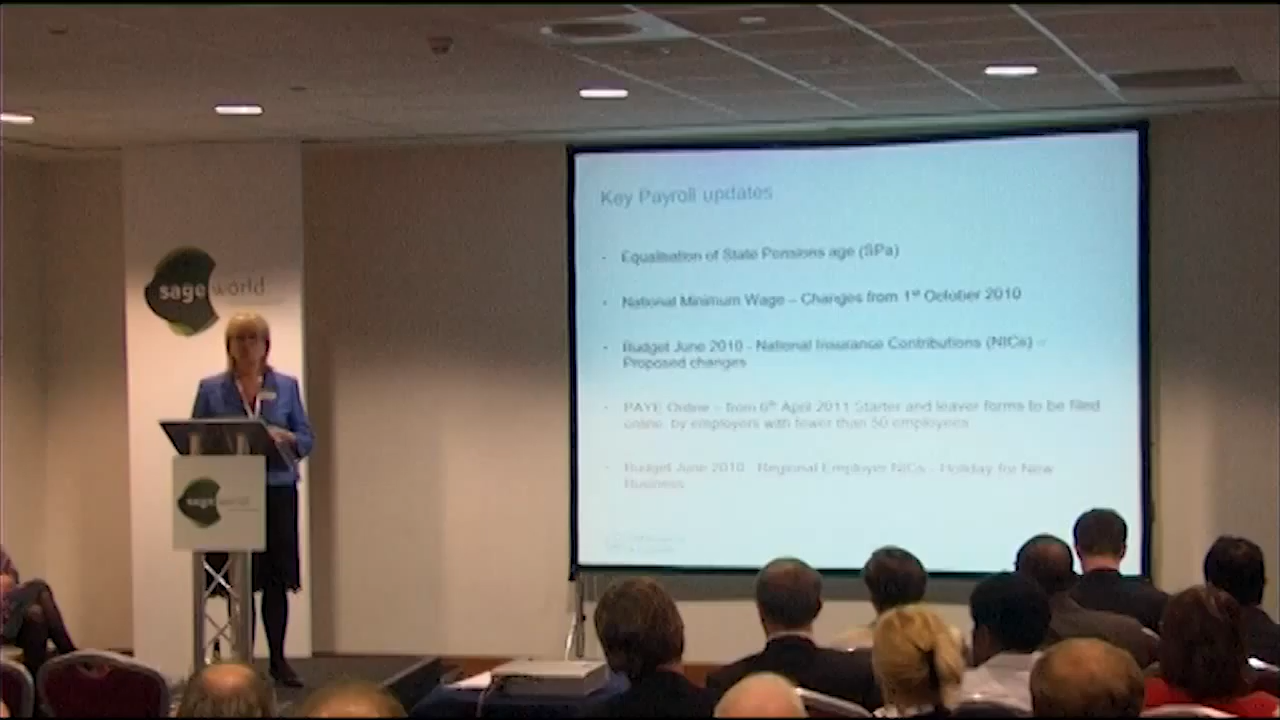 Key Payroll updates
· Equalisation of State Pensions age (SPa)
· National Minimum Wage – Changes from 1st October 2010
· Budget June 2010 - National Insurance Contributions (NICs) –
Proposed changes
· PAYE Online – from 6th April 2011 Starter and leaver forms to be filed
online by employers with fewer than 50 employees
· Budget June 2010 - Regional Employer NICs - Holiday for New
Business
sage world
sage world